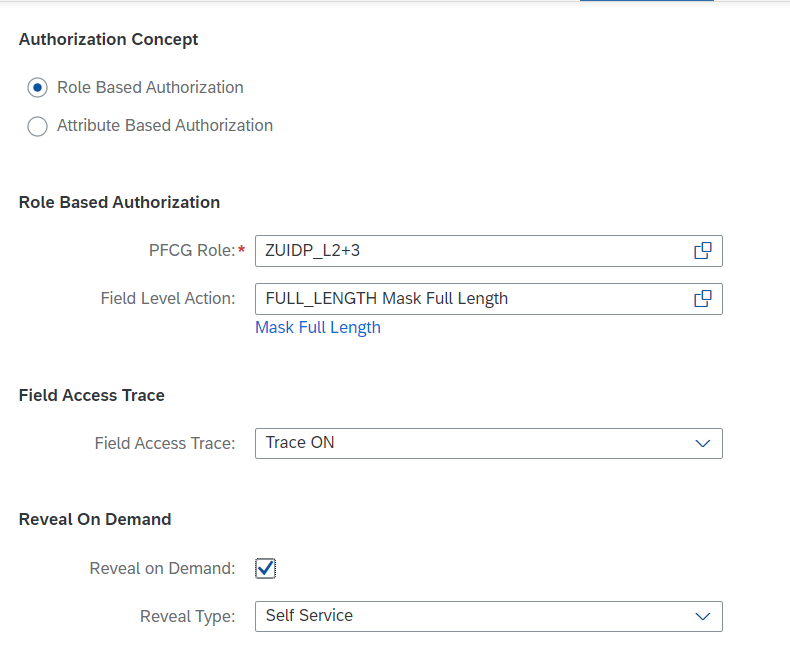 Authorization Concept
Role Based Authorization
Attribute Based Authorization
Role Based Authorization
PFCG Role:* ZUIDP_L2+3
Field Level Action: FULL_LENGTH Mask Full Length
Mask Full Length
Field Access Trace
Field Access Trace: Trace ON
Reveal On Demand
Reveal on Demand:
Reveal Type: Self Service